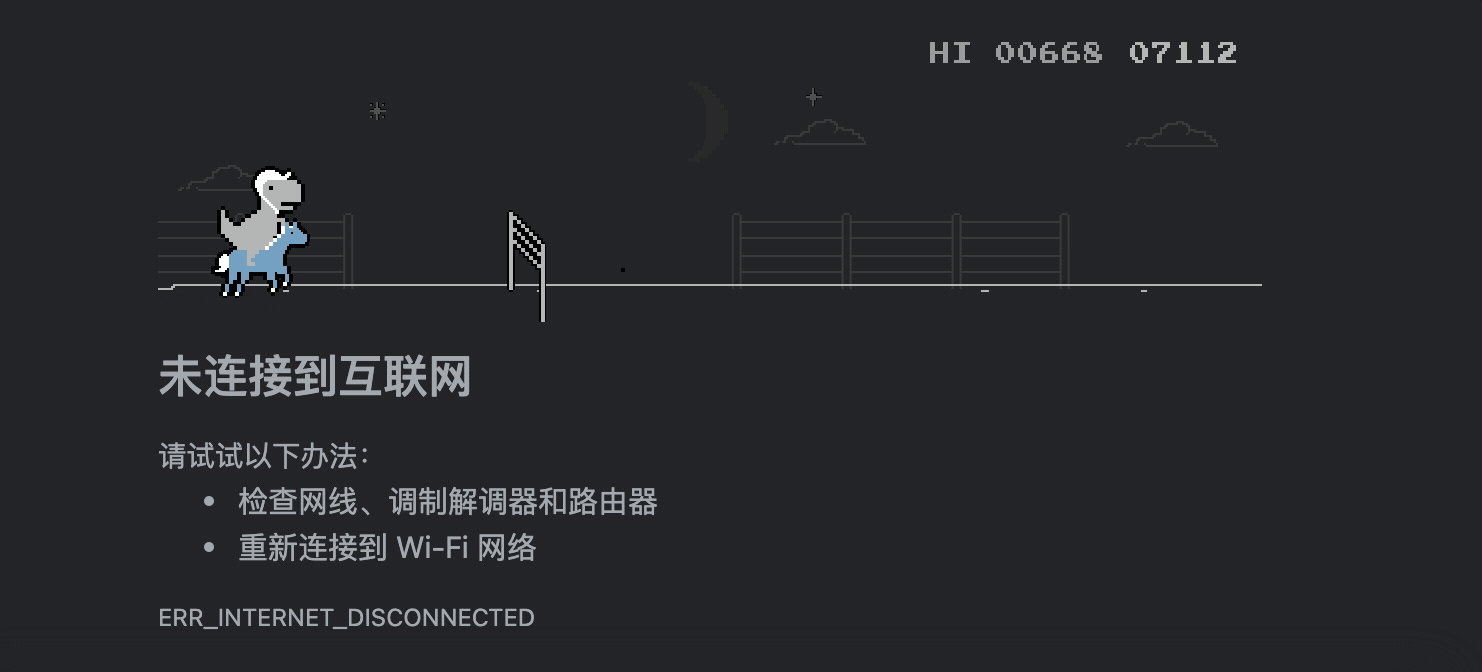 HI 00668 07112
未连接到互联网
请试试以下办法：
• 检查网线、调制解调器和路由器
• 重新连接到 Wi-Fi 网络
ERR_INTERNET_DISCONNECTED